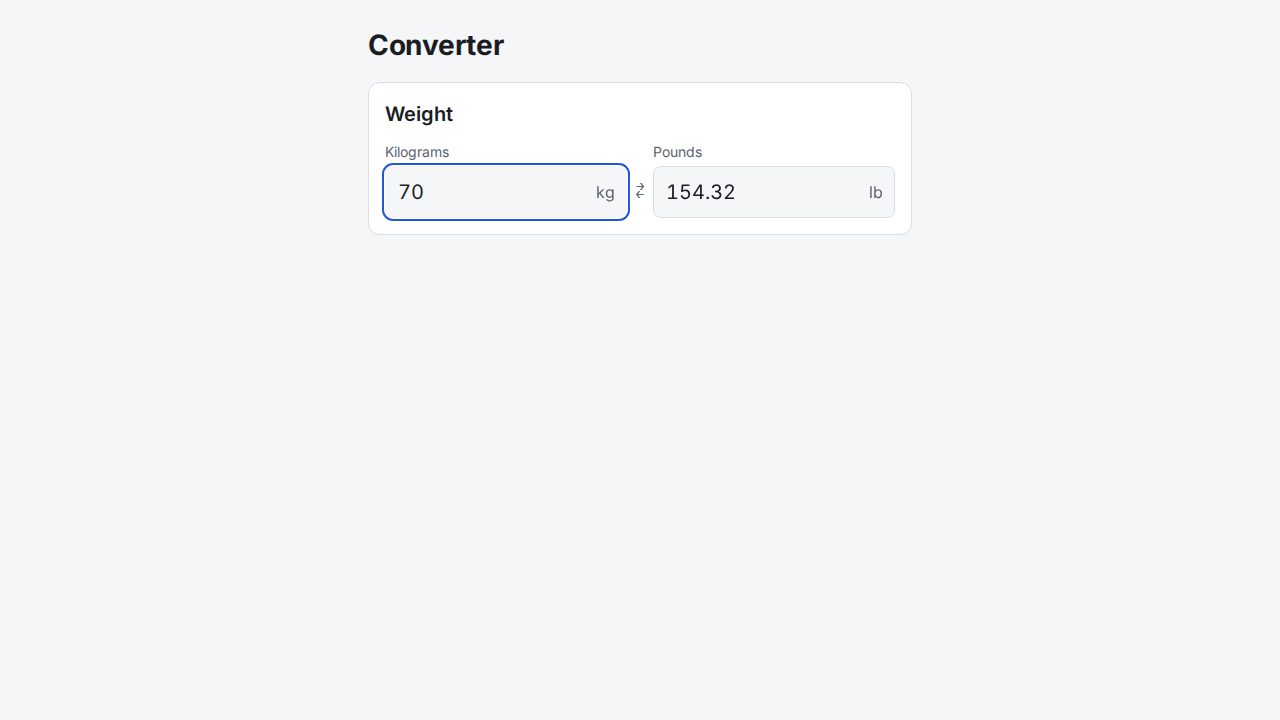 Converter
Weight
Kilograms
70 kg
⇄
Pounds
154.32 lb